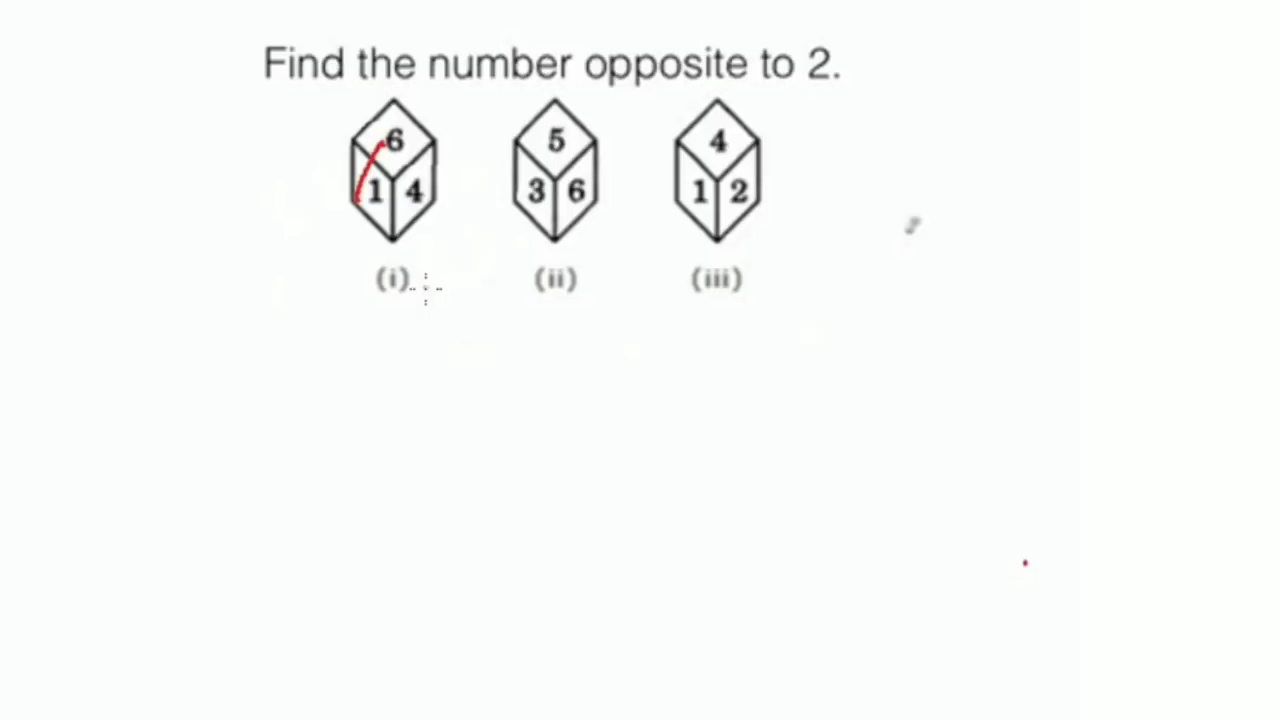 Find the number opposite to 2.
6 5 4
1 4 3 6 1 2
(i) (ii) (iii)